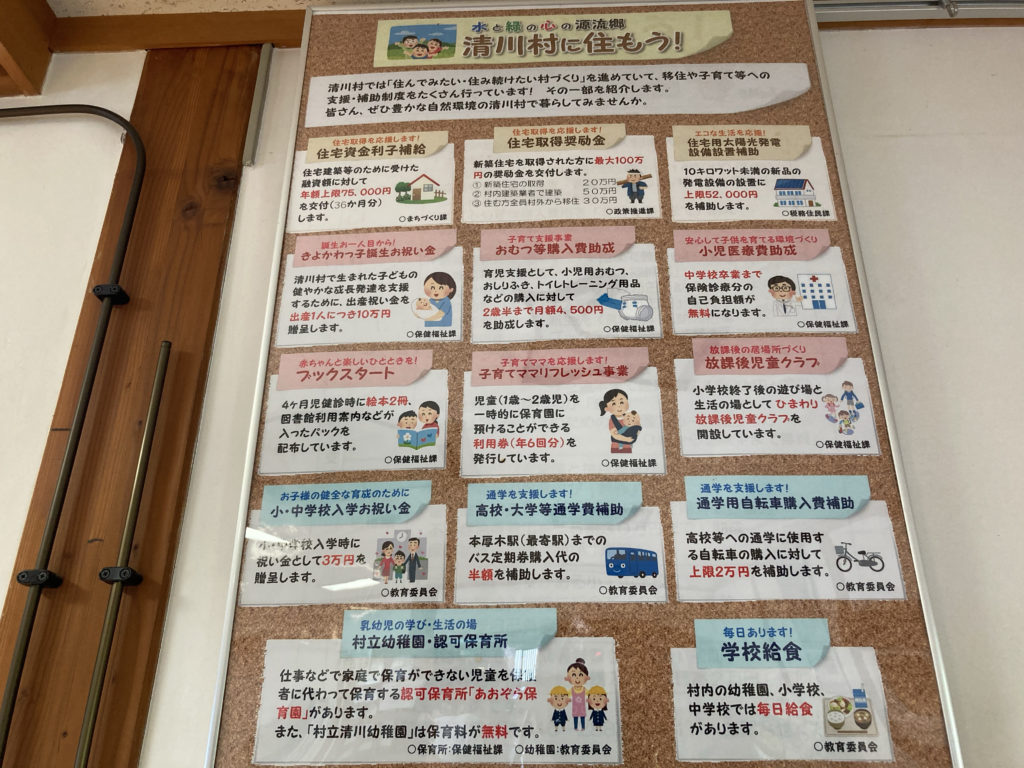 水と緑の心の源流郷
清川村に住もう!
清川村では「住んでみたい・住み続けたい村づくり」を進めていて、移住や子育て等への
支援・補助制度をたくさん行っています! その一部を紹介します。
皆さん、ぜひ豊かな自然環境の清川村で暮らしてみませんか。
住宅取得を応援します!
住宅資金利子補給
住宅建築等のために受けた
融資額に対して
年額上限75,000円
を交付(36か月分)
します。
○まちづくり課
住宅取得を応援します!
住宅取得奨励金
新築住宅を取得された方に最大100万
円の奨励金を交付します。
① 新築住宅の取得 20万円
② 村内建築業者で建築 50万円
③ 住む方全員村外から移住 30万円
○政策推進課
エコな生活を応援!
住宅用太陽光発電
設備設置補助
10キロワット未満の新品の
発電設備の設置に
上限52,000円
を補助します。
○税務住民課
誕生お一人目から!
きよかわっ子誕生お祝い金
清川村で生まれた子どもの
健やかな成長発達を支援
するために、出産祝い金を
出産1人につき10万円
贈呈します。
○保健福祉課
子育て支援事業
おむつ等購入費助成
育児支援として、小児用おむつ、
おしりふき、トイレトレーニング用品
などの購入に対して
2歳半まで月額4,500円
を助成します。
○保健福祉課
安心して子供を育てる環境づくり
小児医療費助成
中学校卒業まで
保険診療分の
自己負担額が
無料になります。
○保健福祉課
赤ちゃんと楽しいひとときを!
ブックスタート
4ケ月児健診時に絵本2冊、
図書館利用案内などが
入ったパックを
配布しています。
○保健福祉課
子育てママを応援します!
子育てママリフレッシュ事業
児童(1歳～2歳児)を
一時的に保育園に
預けることができる
利用券(年6回分)を
発行しています。
○保健福祉課
放課後の居場所づくり
放課後児童クラブ
小学校終了後の遊び場と
生活の場として ひまわり
放課後児童クラブを
開設しています。
○保健福祉課
お子様の健全な育成のために
小・中学校入学お祝い金
小・中学校入学時に
祝い金として3万円を
贈呈します。
○教育委員会
通学を支援します!
高校・大学等通学費補助
本厚木駅(最寄駅)までの
バス定期券購入代の
半額を補助します。
○教育委員会
通学を支援します!
通学用自転車購入費補助
高校等への通学に使用す
る自転車の購入に対して
上限2万円を補助します。
○教育委員会
乳幼児の学び・生活の場
村立幼稚園・認可保育所
仕事などで家庭で保育ができない児童を保護
者に代わって保育する認可保育所「あおぞら保
育園」があります。
また、「村立清川幼稚園」は保育料が無料です。
○保育所:保健福祉課 ○幼稚園:教育委員会
毎日あります!
学校給食
村内の幼稚園、小学校、
中学校では毎日給食
があります。
○教育委員会